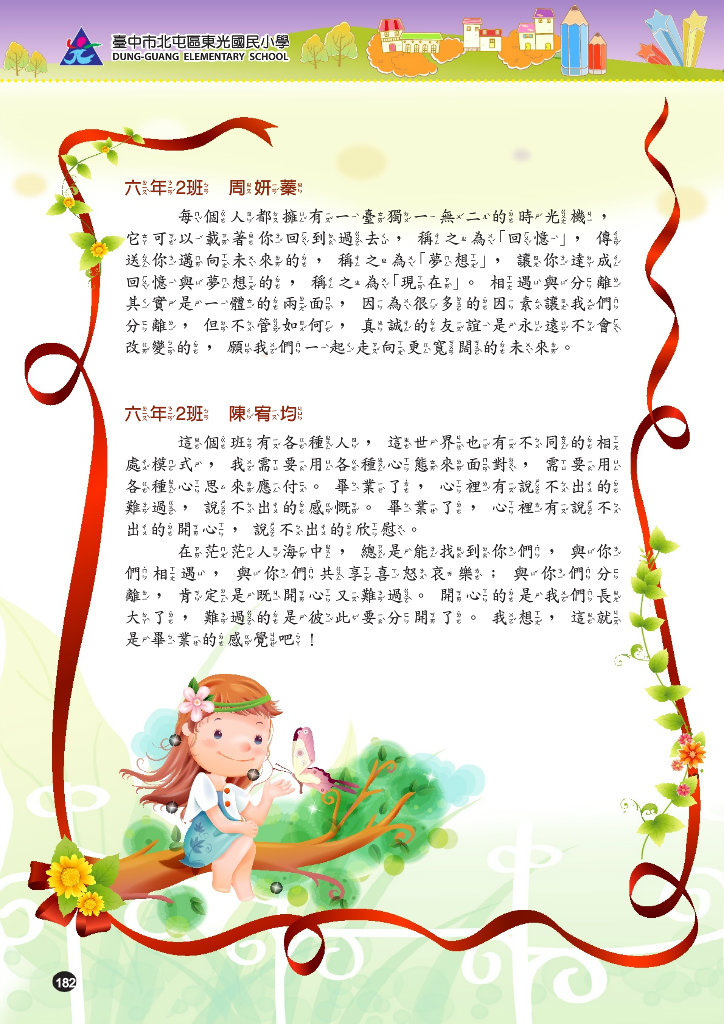 臺中市北屯區東光國民小學
DUNG-GUANG ELEMENTARY SCHOOL
六年2班 周妍蓁
每個人都擁有一臺獨一無二的時光機，
它可以載著你回到過去，稱之為「回憶」，傳
送你邁向未來的，稱之為「夢想」，讓你達成
回憶與夢想的，稱之為「現在」。相遇與分離
其實是一體的兩面，因為很多的因素讓我們
分離，但不管如何，真誠的友誼是永遠不會
改變的，願我們一起走向更寬闊的未來。
六年2班 陳宥均
這個班有各種人，這世界也有不同的相
處模式，我需要用各種心態來面對，需要用
各種心思來應付。畢業了，心裡有說不出的
難過，說不出的感慨。畢業了，心裡有說不
出的開心，說不出的欣慰。
在茫茫人海中，總是能找到你們，與你
們相遇，與你們共享喜怒哀樂；與你們分
離，肯定是既開心又難過。開心的是我們長
大了，難過的是彼此要分開了。我想，這就
是畢業的感覺吧！
182